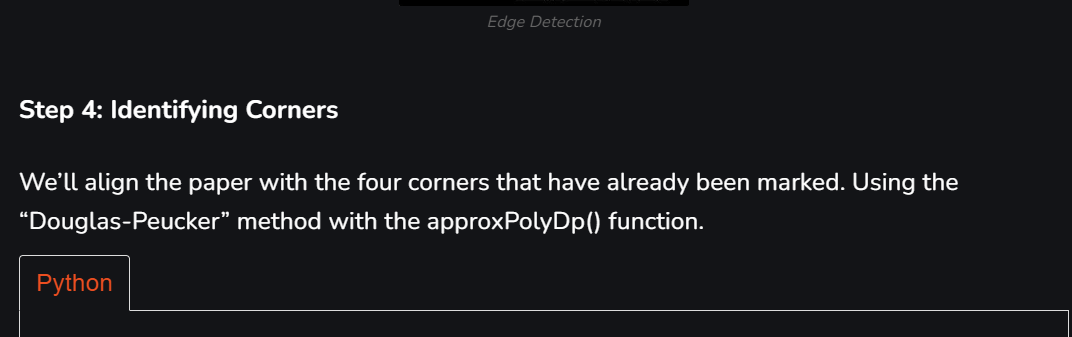 Edge Detection
Step 4: Identifying Corners
We’ll align the paper with the four corners that have already been marked. Using the
“Douglas-Peucker” method with the approxPolyDp() function.
Python